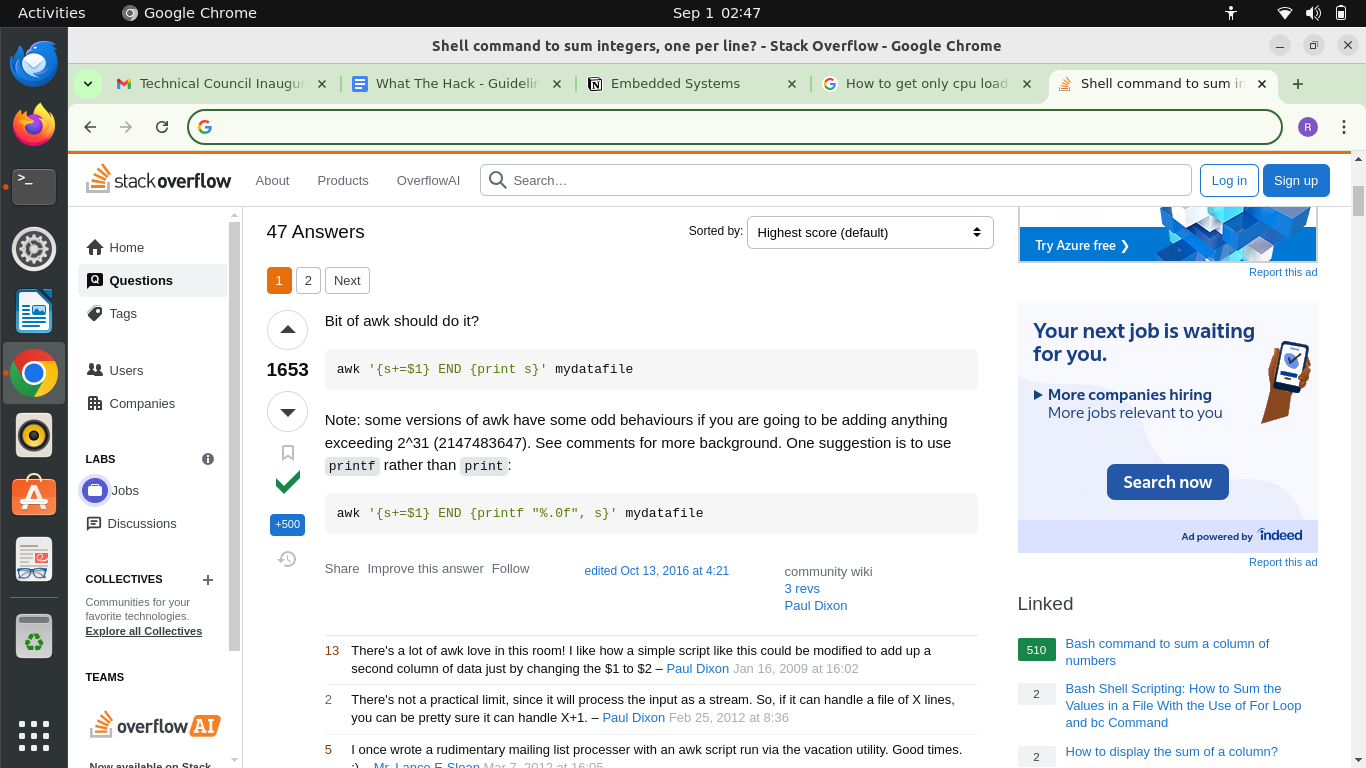 Activities
Google Chrome
Sep 1 02:47
Shell command to sum integers, one per line? - Stack Overflow - Google Chrome
Technical Council Inaugur
What The Hack - Guidelin
Embedded Systems
How to get only cpu load
Shell command to sum in
R
stackoverflow
About
Products
OverflowAI
Search…
Log in
Sign up
Home
Questions
Tags
Users
Companies
LABS
Jobs
Discussions
COLLECTIVES
Communities for your
favorite technologies.
Explore all Collectives
TEAMS
overflow AI
Now available on Stack
47 Answers
Sorted by:
Highest score (default)
1
2
Next
1653
+500
Bit of awk should do it?
awk '{s+=$1} END {print s}' mydatafile
Note: some versions of awk have some odd behaviours if you are going to be adding anything
exceeding 2^31 (2147483647). See comments for more background. One suggestion is to use
printf rather than print:
awk '{s+=$1} END {printf "%.0f", s}' mydatafile
Share Improve this answer Follow
edited Oct 13, 2016 at 4:21
community wiki
3 revs
Paul Dixon
13 There's a lot of awk love in this room! I like how a simple script like this could be modified to add up a
second column of data just by changing the $1 to $2 – Paul Dixon Jan 16, 2009 at 16:02
2 There's not a practical limit, since it will process the input as a stream. So, if it can handle a file of X lines,
you can be pretty sure it can handle X+1. – Paul Dixon Feb 25, 2012 at 8:36
5 I once wrote a rudimentary mailing list processer with an awk script run via the vacation utility. Good times.
:) – Mr. Lance E Sloan Mar 7, 2012 at 16:05
Try Azure free ❯
Report this ad
Your next job is waiting
for you.
More companies hiring
More jobs relevant to you
Search now
Ad powered by indeed
Report this ad
Linked
510 Bash command to sum a column of
numbers
2 Bash Shell Scripting: How to Sum the
Values in a File With the Use of For Loop
and bc Command
2 How to display the sum of a column?